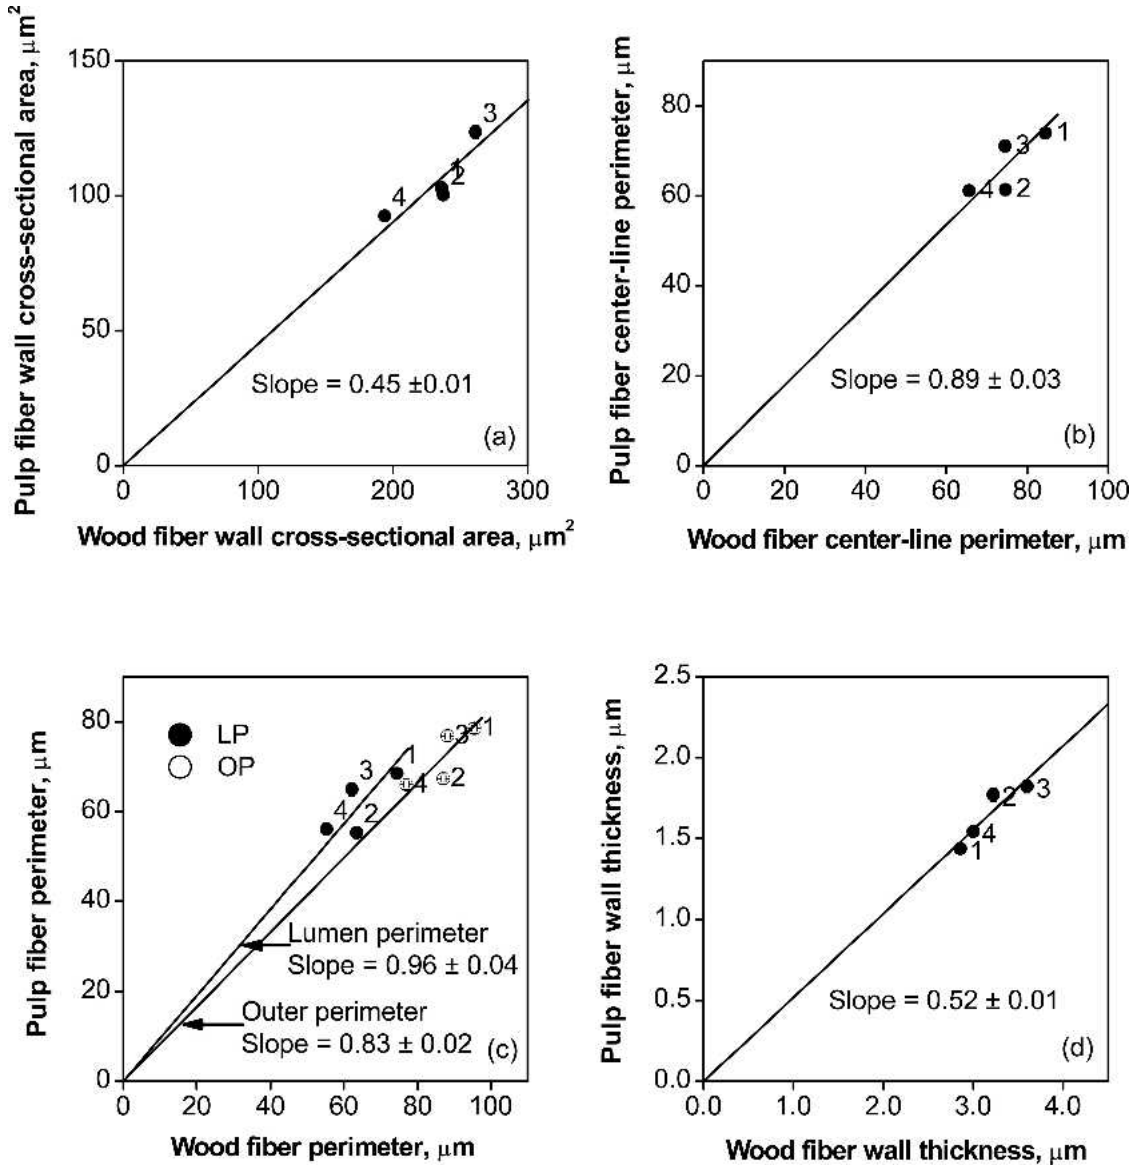 Pulp fiber wall cross-sectional area, μm²
150
100
50
0
0 100 200 300
3
1
2
4
Slope = 0.45 ±0.01
(a)
Wood fiber wall cross-sectional area, μm²
Pulp fiber center-line perimeter, μm
80
60
40
20
0
0 20 40 60 80 100
1
3
4 2
Slope = 0.89 ± 0.03
(b)
Wood fiber center-line perimeter, μm
Pulp fiber perimeter, μm
80
60
40
20
0
0 20 40 60 80 100
LP
OP
3 1 3 1
4 2 4 2
Lumen perimeter
Slope = 0.96 ± 0.04
Outer perimeter
Slope = 0.83 ± 0.02
(c)
Wood fiber perimeter, μm
Pulp fiber wall thickness, μm
2.5
2.0
1.5
1.0
0.5
0.0
0.0 1.0 2.0 3.0 4.0
2 3
4
1
Slope = 0.52 ± 0.01
(d)
Wood fiber wall thickness, μm